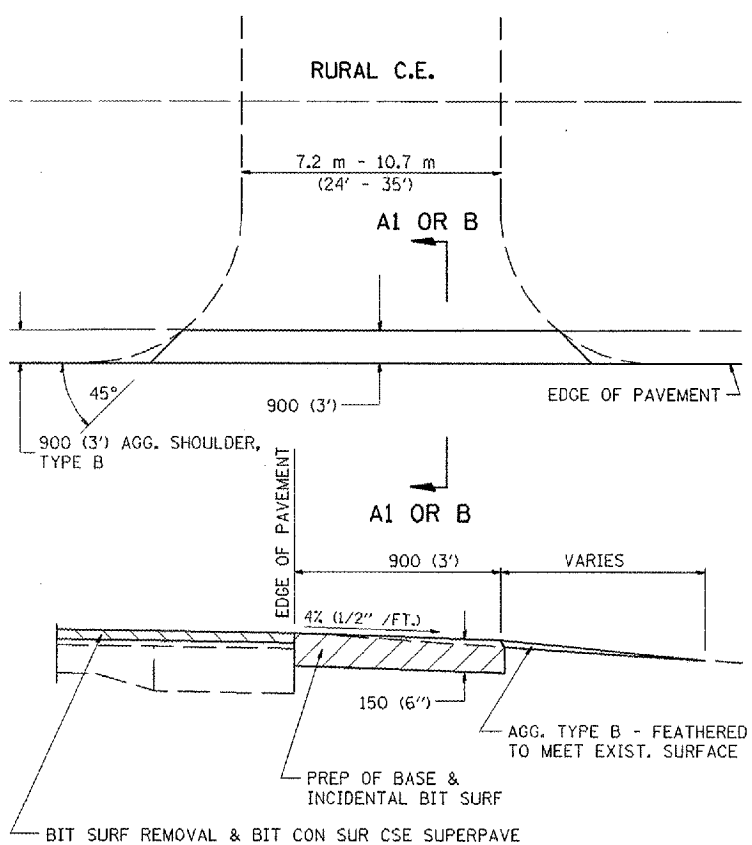 RURAL C.E.
7.2 m - 10.7 m
(24' - 35')
A1 OR B
45°
900 (3')
EDGE OF PAVEMENT
900 (3') AGG. SHOULDER,
TYPE B
EDGE OF PAVEMENT
A1 OR B
900 (3')
VARIES
4% (1/2" /FT.)
150 (6")
AGG. TYPE B - FEATHERED
TO MEET EXIST. SURFACE
PREP OF BASE &
INCIDENTAL BIT SURF
BIT SURF REMOVAL & BIT CON SUR CSE SUPERPAVE